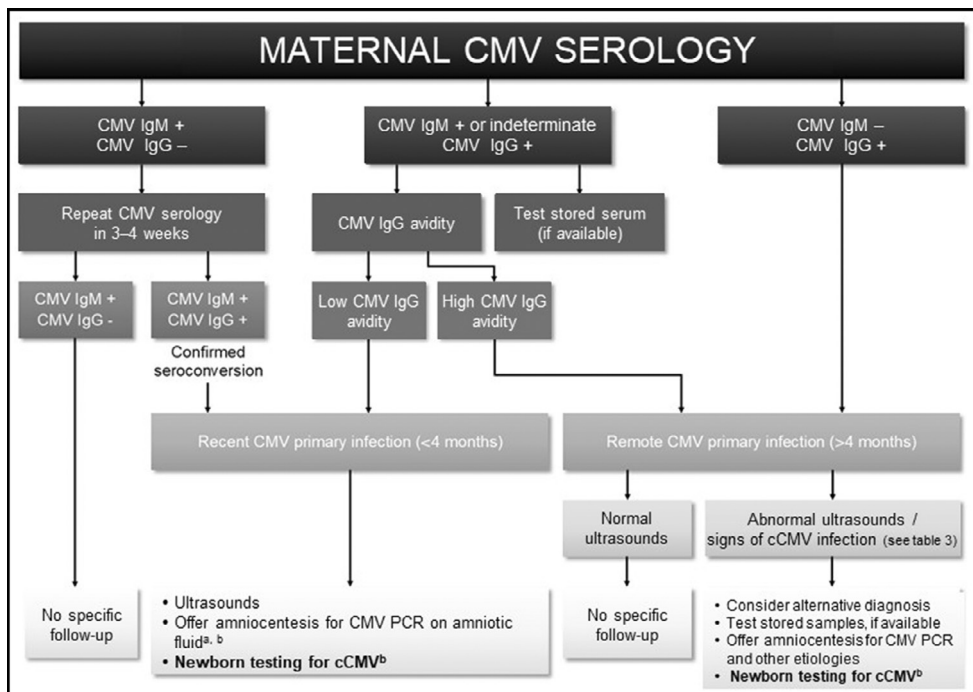 MATERNAL CMV SEROLOGY
CMV IgM +
CMV IgG –
CMV IgM + or indeterminate
CMV IgG +
CMV IgM –
CMV IgG +
Repeat CMV serology
in 3–4 weeks
CMV IgG avidity
Test stored serum
(if available)
CMV IgM +
CMV IgG -
CMV IgM +
CMV IgG +
Low CMV IgG
avidity
High CMV IgG
avidity
Confirmed
seroconversion
Recent CMV primary infection (<4 months)
Remote CMV primary infection (>4 months)
Normal
ultrasounds
Abnormal ultrasounds /
signs of cCMV infection (see table 3)
No specific
follow-up
• Ultrasounds
• Offer amniocentesis for CMV PCR on amniotic
fluidᵃ, ᵇ
• Newborn testing for cCMVᵇ
No specific
follow-up
• Consider alternative diagnosis
• Test stored samples, if available
• Offer amniocentesis for CMV PCR
and other etiologies
• Newborn testing for cCMVᵇ